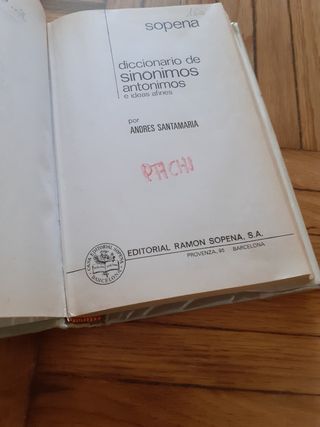 sopena
diccionario de
sinonimos
antonimos
e ideas afines
por
ANDRES SANTAMARIA
PACHI
EDITORIAL RAMON SOPENA, S.A.
PROVENZA, 95 BARCELONA